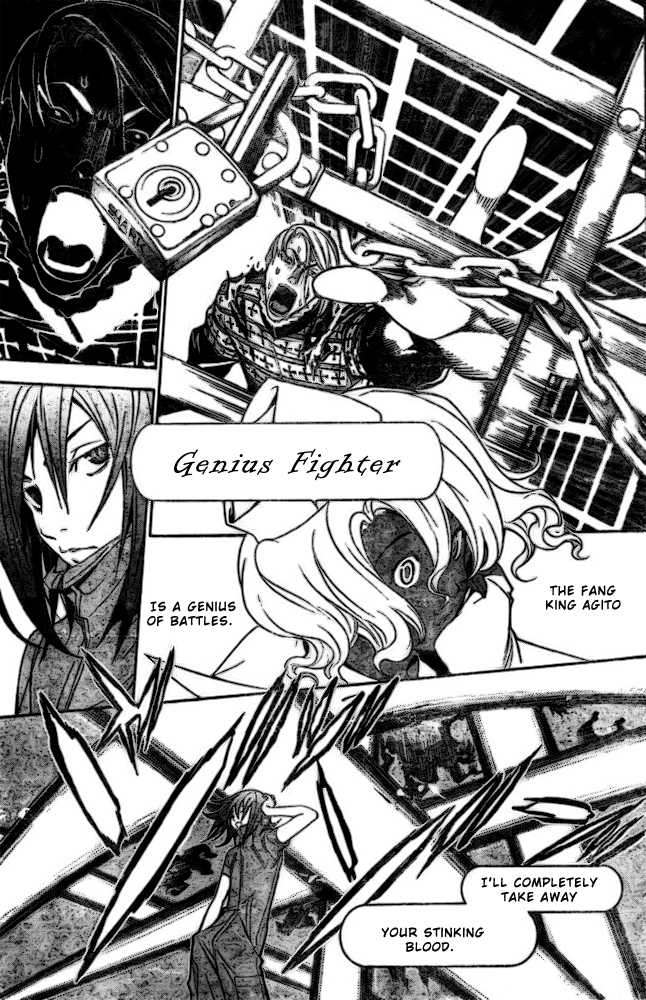 Genius Fighter
THE FANG
KING AGITO
IS A GENIUS
OF BATTLES.
I'LL COMPLETELY
TAKE AWAY
YOUR STINKING
BLOOD.